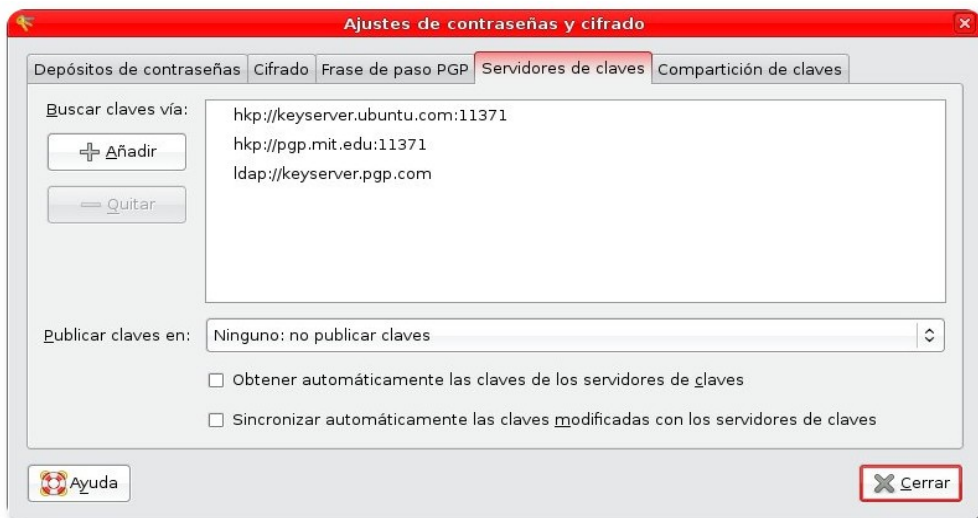 Ajustes de contraseñas y cifrado
Depósitos de contraseñas Cifrado Frase de paso PGP Servidores de claves Compartición de claves
Buscar claves vía:
Añadir
Quitar
hkp://keyserver.ubuntu.com:11371
hkp://pgp.mit.edu:11371
ldap://keyserver.pgp.com
Publicar claves en: Ninguno: no publicar claves
Obtener automáticamente las claves de los servidores de claves
Sincronizar automáticamente las claves modificadas con los servidores de claves
Ayuda Cerrar